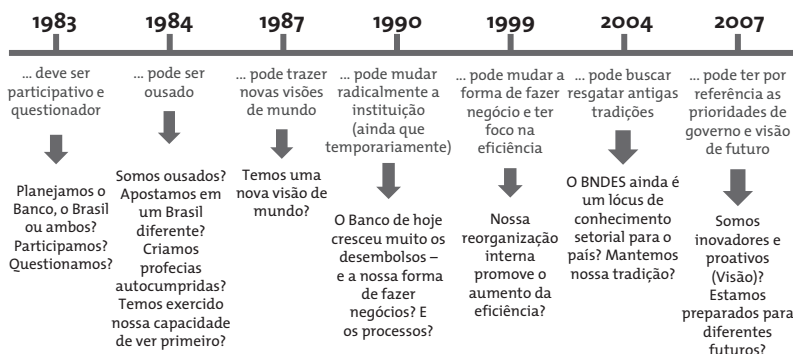 1983
... deve ser
participativo e
questionador
Planejamos o
Banco, o Brasil
ou ambos?
Participamos?
Questionamos?
1984
... pode ser
ousado
Somos ousados?
Apostamos em
um Brasil
diferente?
Criamos
profecias
autocumpridas?
Temos exercido
nossa capacidade
de ver primeiro?
1987
... pode trazer
novas visões
de mundo
Temos uma
nova visão de
mundo?
1990
... pode mudar
radicalmente a
instituição
(ainda que
temporariamente)
O Banco de hoje
cresceu muito os
desembolsos –
e a nossa forma
de fazer
negócios? E
os processos?
1999
... pode mudar a
forma de fazer
negócio e ter
foco na
eficiência
Nossa
reorganização
interna
promove o
aumento da
eficiência?
2004
... pode buscar
resgatar antigas
tradições
O BNDES ainda é
um lócus de
conhecimento
setorial para o
país? Mantemos
nossa tradição?
2007
... pode ter por
referência as
prioridades de
governo e visão
de futuro
Somos
inovadores e
proativos
(Visão)?
Estamos
preparados para
diferentes
futuros?